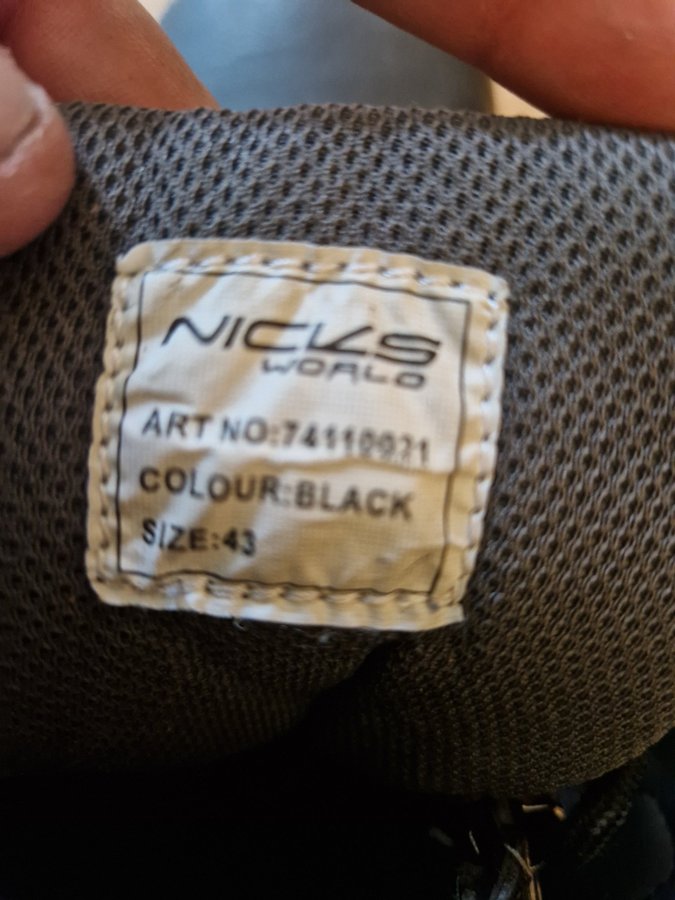 NICKS
WORLD
ART NO:74110021
COLOUR:BLACK
SIZE:43